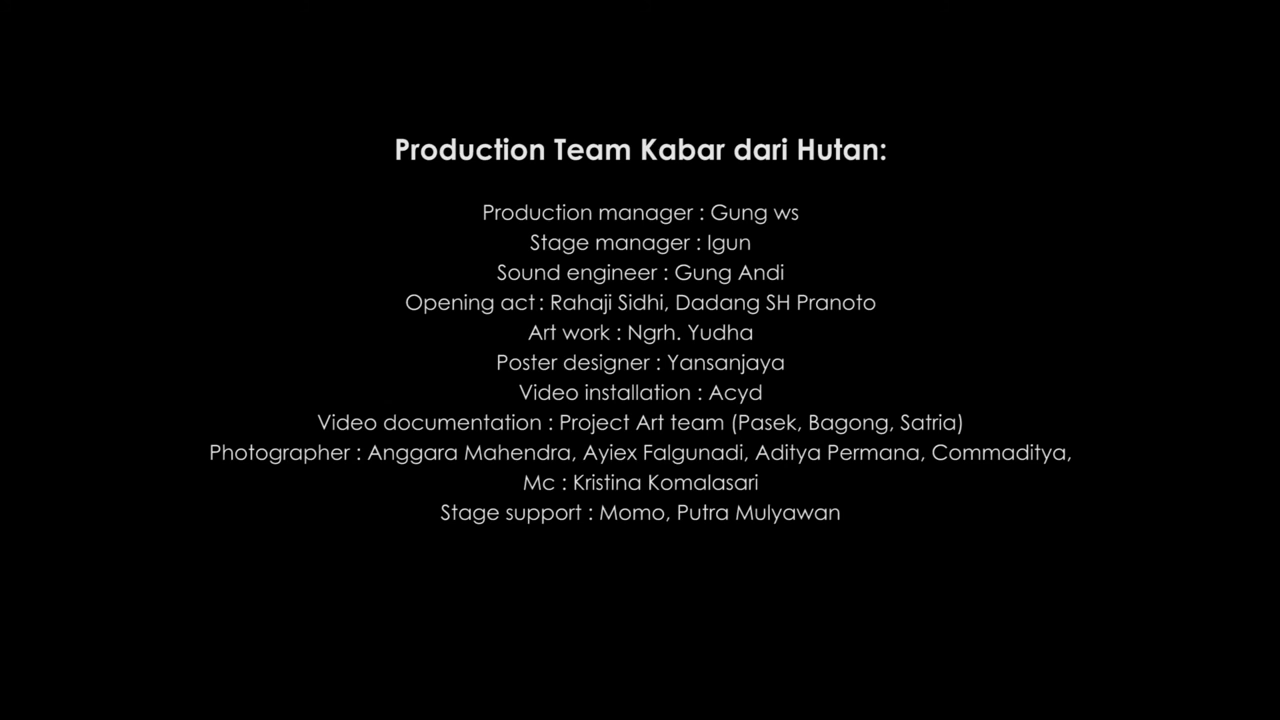 Production Team Kabar dari Hutan:
Production manager : Gung ws
Stage manager : Igun
Sound engineer : Gung Andi
Opening act : Rahaji Sidhi, Dadang SH Pranoto
Art work : Ngrh. Yudha
Poster designer : Yansanjaya
Video installation : Acyd
Video documentation : Project Art team (Pasek, Bagong, Satria)
Photographer : Anggara Mahendra, Ayiex Falgunadi, Aditya Permana, Commaditya,
Mc : Kristina Komalasari
Stage support : Momo, Putra Mulyawan